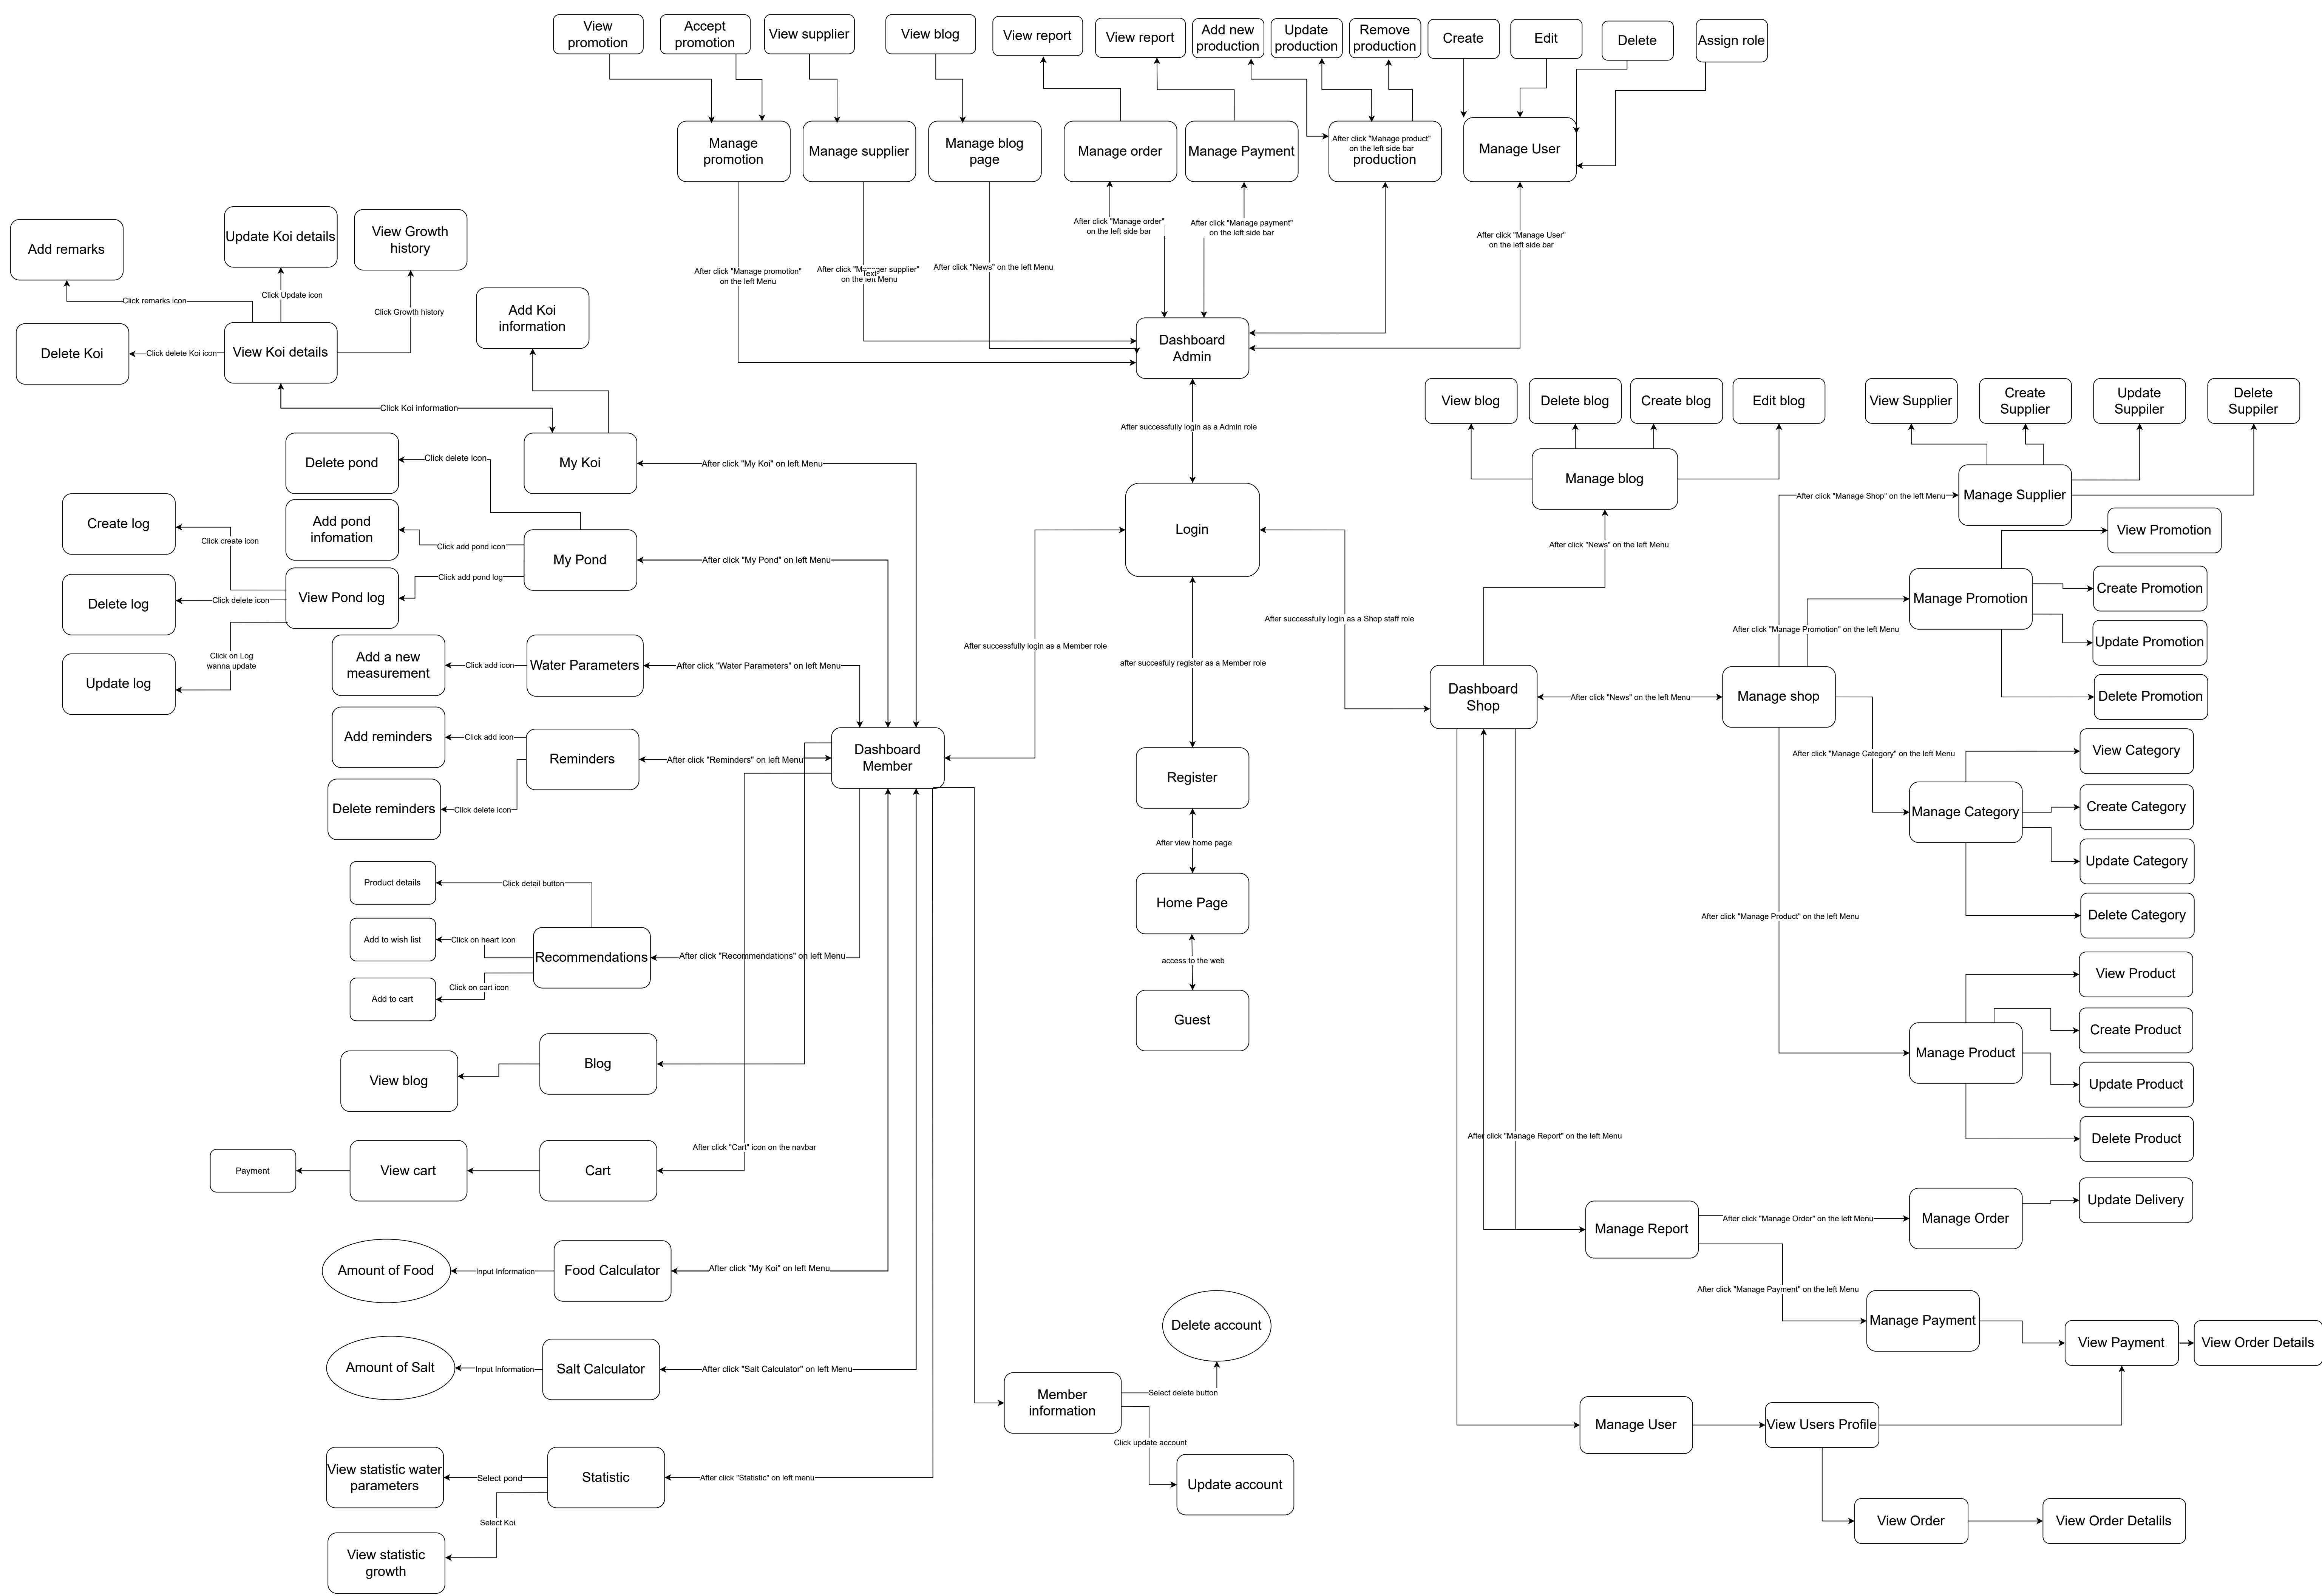 View
promotion
Accept
promotion
View supplier
View blog
View report
View report
Add new
production
Update
production
Remove
production
Create
Edit
Delete
Assign role
Manage
promotion
Manage supplier
Manage blog
page
Manage order
Manage Payment
After click "Manage product"
on the left side bar
production
Manage User
After click "Manage promotion"
on the left Menu
After click "Manager supplier"
on the left Menu
Text
After click "News" on the left Menu
After click "Manage order"
on the left side bar
After click "Manage payment"
on the left side bar
After click "Manage User"
on the left side bar
Dashboard
Admin
After successfully login as a Admin role
Add remarks
Update Koi details
View Growth
history
Click remarks icon
Click Update icon
Click Growth history
Delete Koi
Click delete Koi icon
View Koi details
Add Koi
information
Click Koi information
My Koi
After click "My Koi" on left Menu
Delete pond
Click delete icon
Create log
Click create icon
Add pond
infomation
Click add pond icon
My Pond
After click "My Pond" on left Menu
Click add pond log
Delete log
Click delete icon
View Pond log
Click on Log
wanna update
Update log
Add a new
measurement
Click add icon
Water Parameters
After click "Water Parameters" on left Menu
Add reminders
Click add icon
Reminders
After click "Reminders" on left Menu
Delete reminders
Click delete icon
Dashboard
Member
Product details
Click detail button
Add to wish list
Click on heart icon
Recommendations
After click "Recommendations" on left Menu
Add to cart
Click on cart icon
View blog
Blog
Payment
View cart
Cart
After click "Cart" icon on the navbar
Amount of Food
Input Information
Food Calculator
After click "My Koi" on left Menu
Amount of Salt
Input Information
Salt Calculator
After click "Salt Calculator" on left Menu
View statistic water
parameters
Select pond
Statistic
After click "Statistic" on left menu
Select Koi
View statistic
growth
Login
After successfully login as a Member role
after succesfuly register as a Member role
After successfully login as a Shop staff role
Register
After view home page
Home Page
access to the web
Guest
Delete account
Member
information
Select delete button
Click update account
Update account
View blog
Delete blog
Create blog
Edit blog
Manage blog
After click "News" on the left Menu
Dashboard
Shop
After click "News" on the left Menu
Manage shop
View Supplier
Create
Supplier
Update
Suppiler
Delete
Suppiler
After click "Manage Shop" on the left Menu
Manage Supplier
View Promotion
Manage Promotion
Create Promotion
After click "Manage Promotion" on the left Menu
Update Promotion
Delete Promotion
After click "Manage Category" on the left Menu
View Category
Manage Category
Create Category
Update Category
Delete Category
After click "Manage Product" on the left Menu
View Product
Manage Product
Create Product
Update Product
Delete Product
After click "Manage Report" on the left Menu
Manage Report
After click "Manage Order" on the left Menu
Manage Order
Update Delivery
After click "Manage Payment" on the left Menu
Manage Payment
View Payment
View Order Details
Manage User
View Users Profile
View Order
View Order Detalils